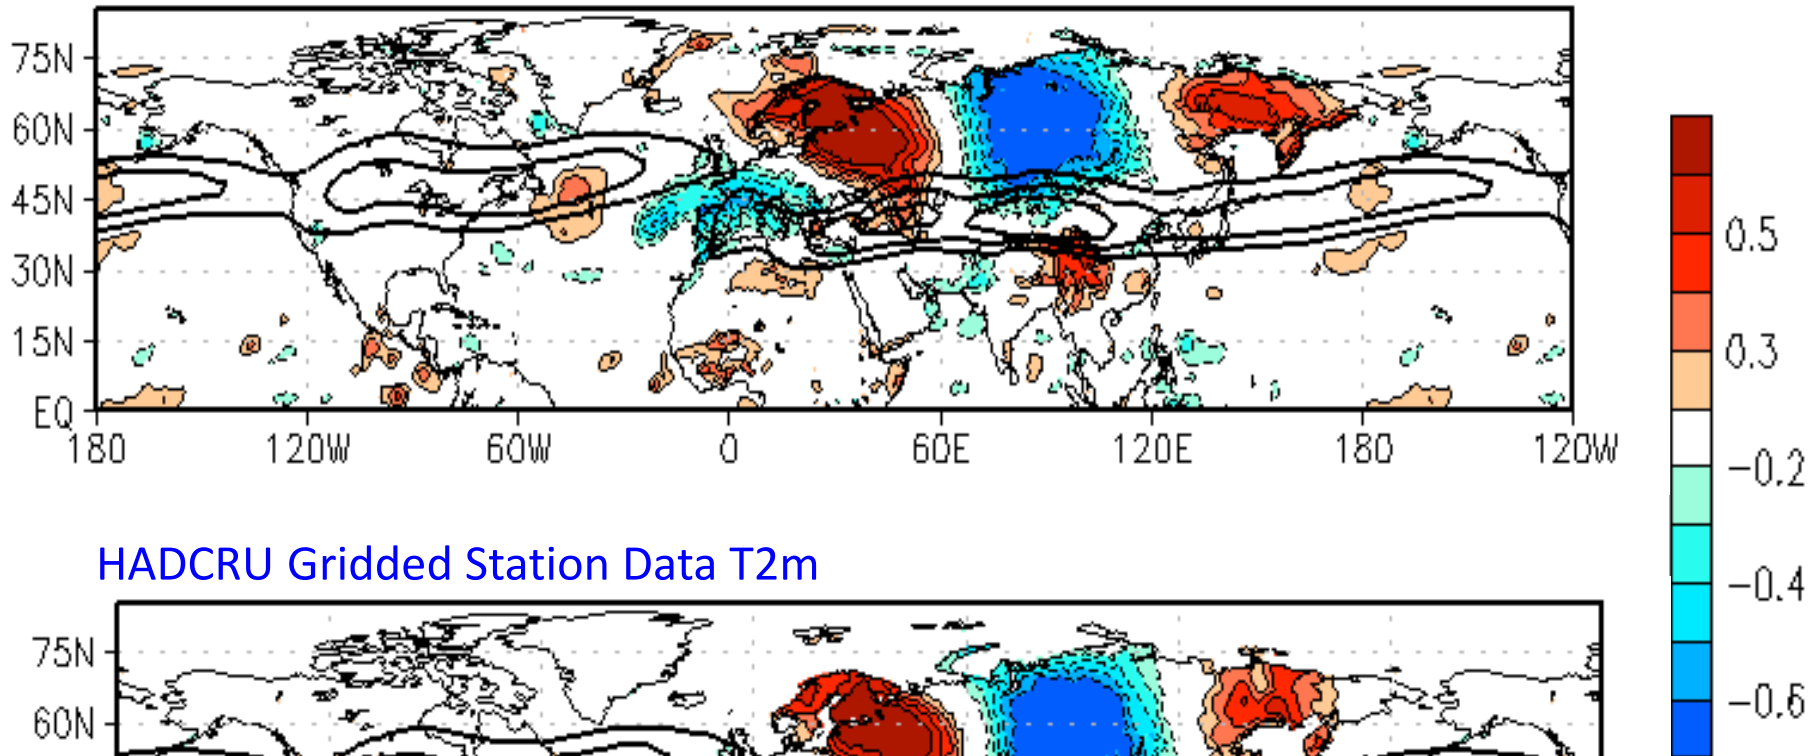 75N
60N
45N
30N
15N
EQ
180 120W 60W 0 60E 120E 180 120W
0.5
0.3
−0.2
−0.4
−0.6
HADCRU Gridded Station Data T2m
75N
60N